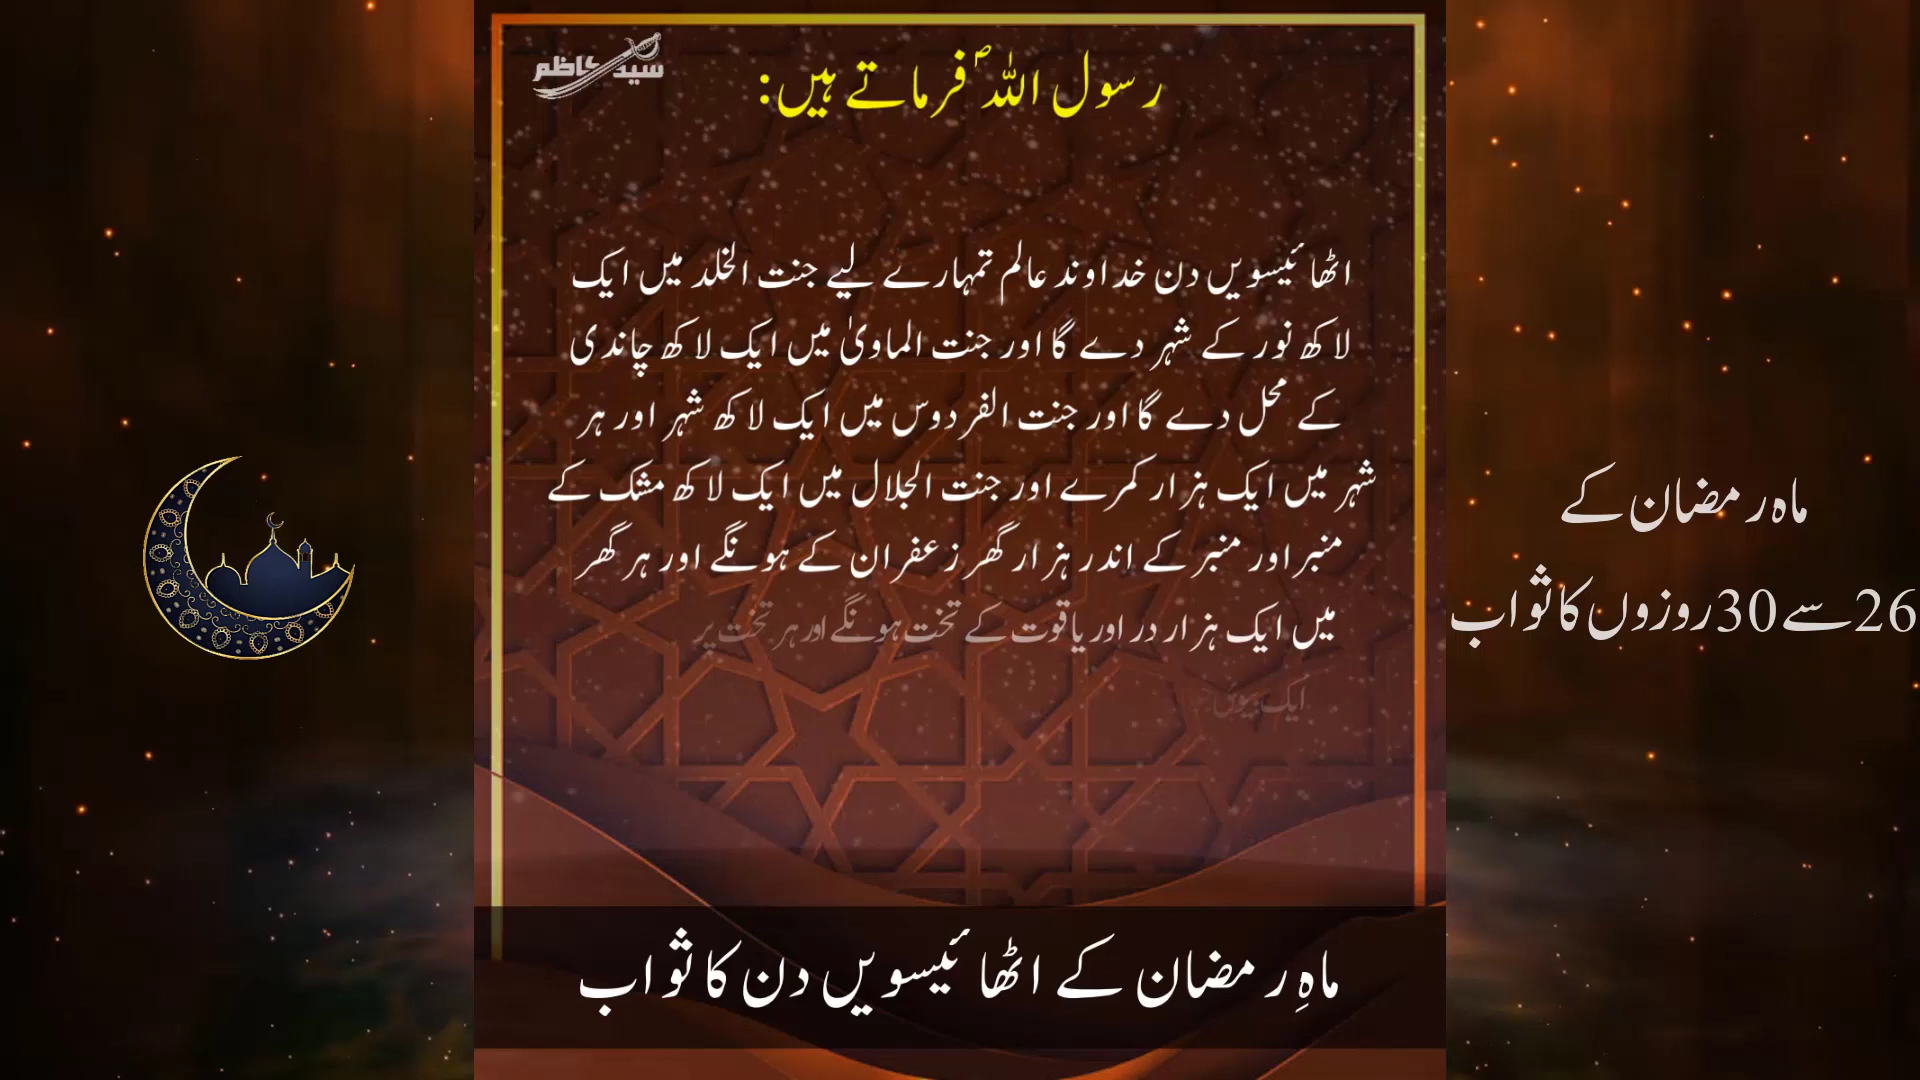 سید کاظم
رسول اللہ ؐ فرماتے ہیں:
اٹھائیسویں دن خداوند عالم تمہارے لیے جنت الخلد میں ایک
لاکھ نور کے شہر دے گا اور جنت الماویٰ میں ایک لاکھ چاندی
کے محل دے گا اور جنت الفردوس میں ایک لاکھ شہر اور ہر
شہر میں ایک ہزار کمرے اور جنت الجلال میں ایک لاکھ مشک کے
منبر اور منبر کے اندر ہزار گھر زعفران کے ہونگے اور ہر گھر
میں ایک ہزار در اور یاقوت کے تخت ہونگے اور ہر تخت پر
ایک بیوی
ماہِ رمضان کے اٹھائیسویں دن کا ثواب
ماہ رمضان کے
26 سے 30 روزوں کا ثواب